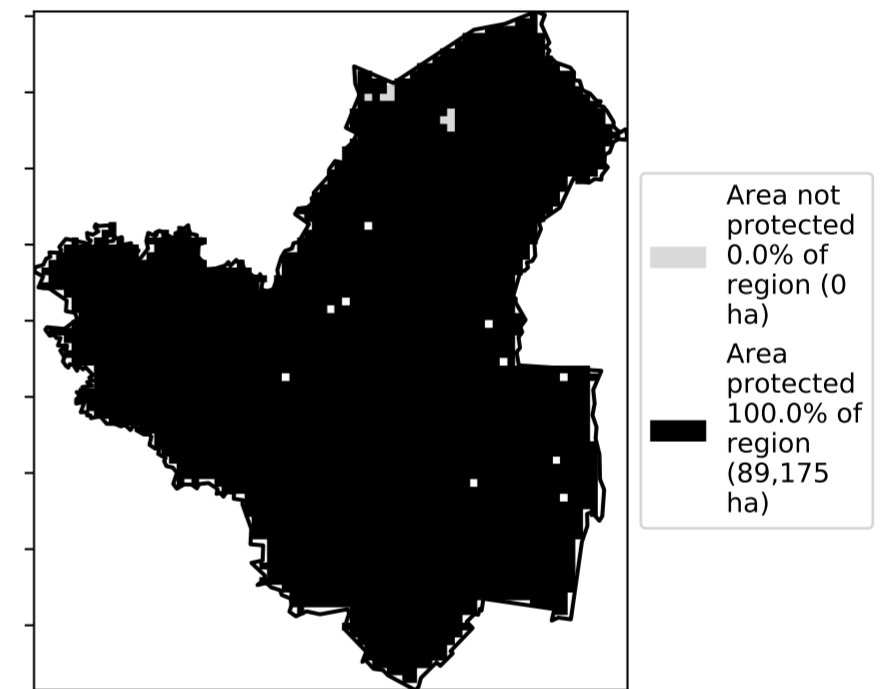 Area not
protected
0.0% of
region (0
ha)
Area
protected
100.0% of
region
(89,175
ha)